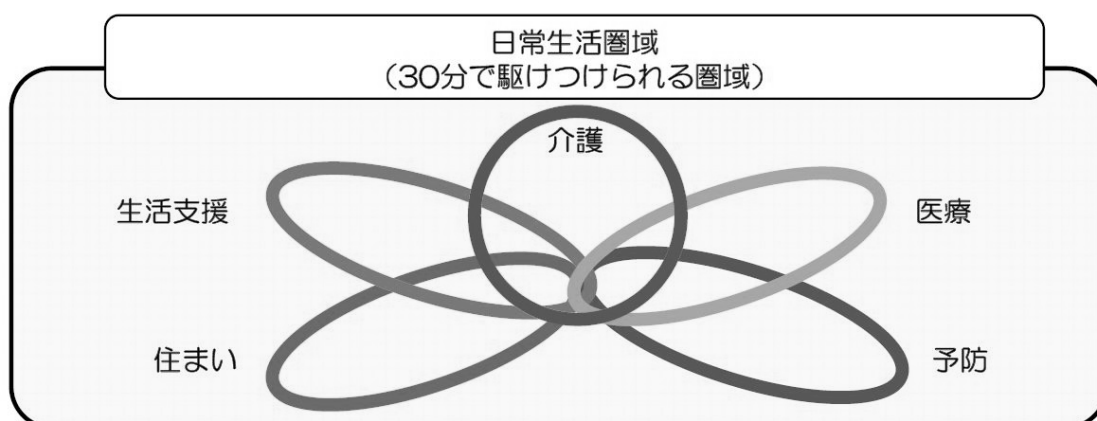 日常生活圏域
（30分で駆けつけられる圏域）
介護
生活支援
医療
住まい
予防